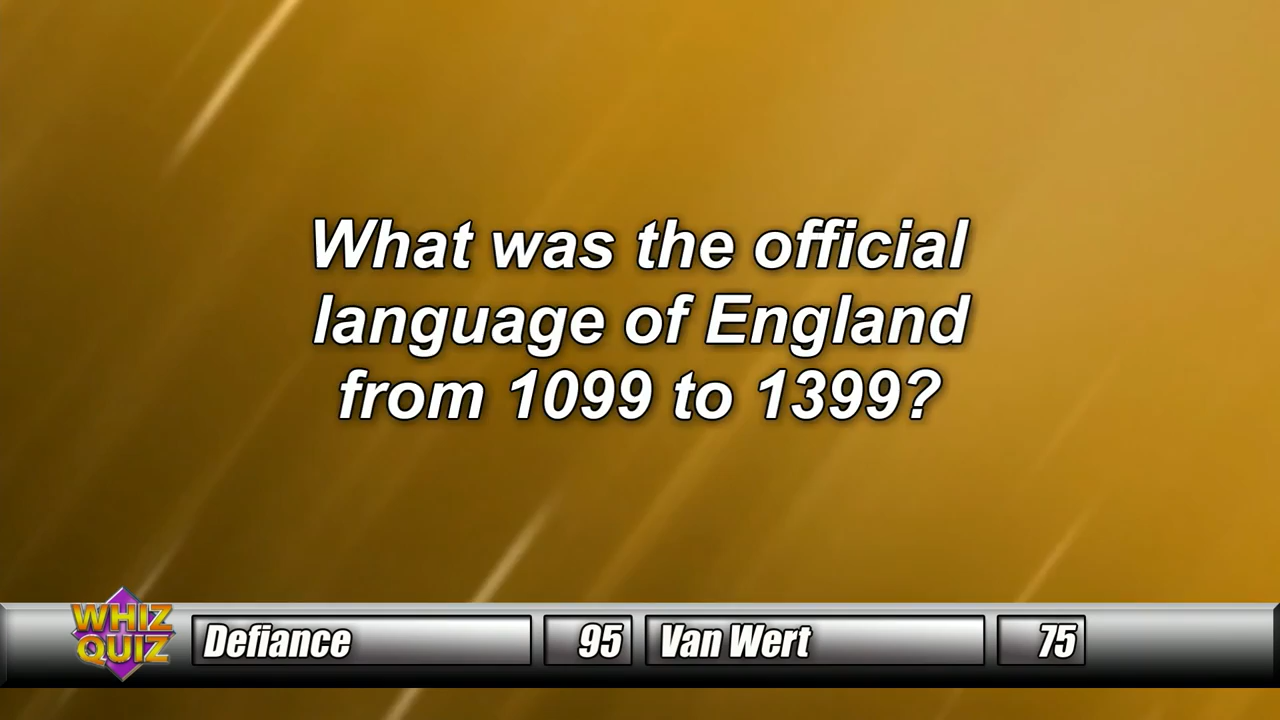 What was the official
language of England
from 1099 to 1399?
WHIZ
QUIZ
Defiance 95 Van Wert 75